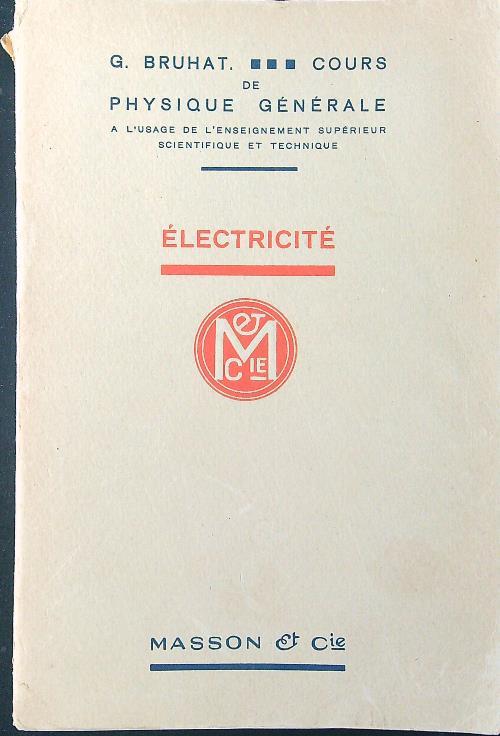 G. BRUHAT. ■ ■ ■ COURS
DE
PHYSIQUE GÉNÉRALE
A L'USAGE DE L'ENSEIGNEMENT SUPÉRIEUR
SCIENTIFIQUE ET TECHNIQUE
ÉLECTRICITÉ
M et CIE
MASSON et Cie